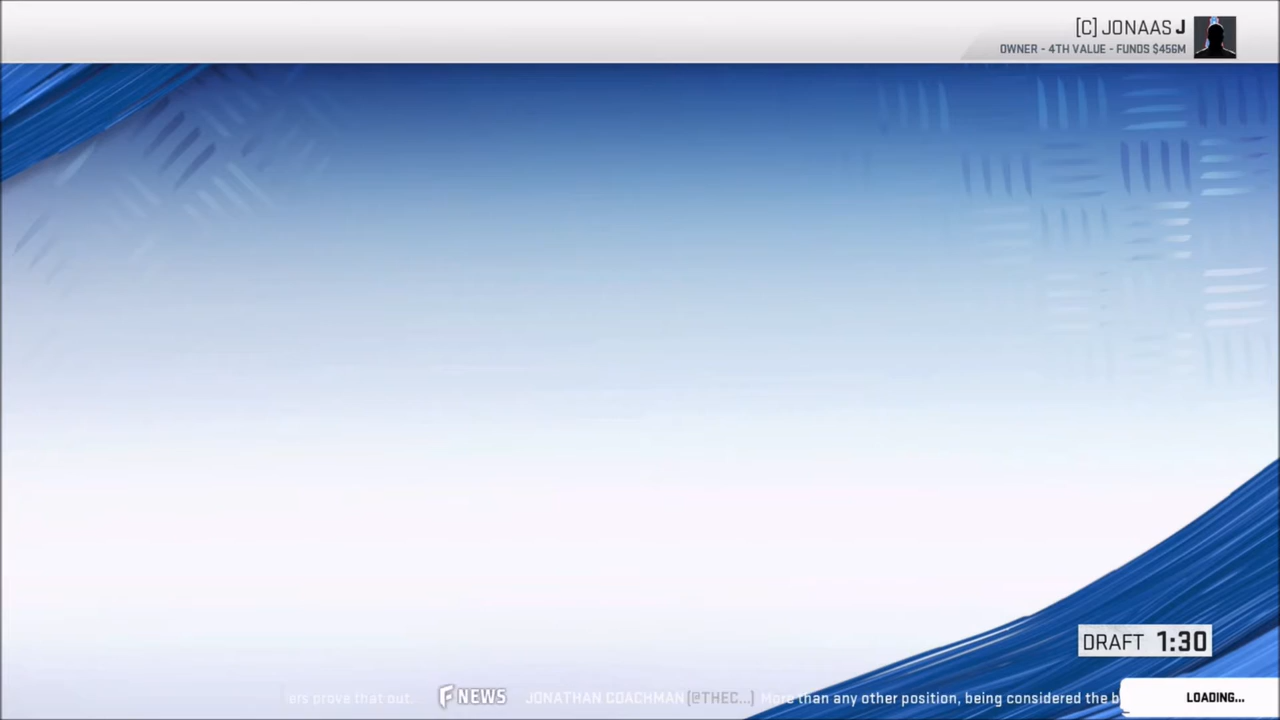 [C] JONAAS J
OWNER - 4TH VALUE - FUNDS $456M
DRAFT 1:30
ers prove that out. F NEWS JONATHAN COACHMAN [@THEC...] More than any other position, being considered the b
LOADING...